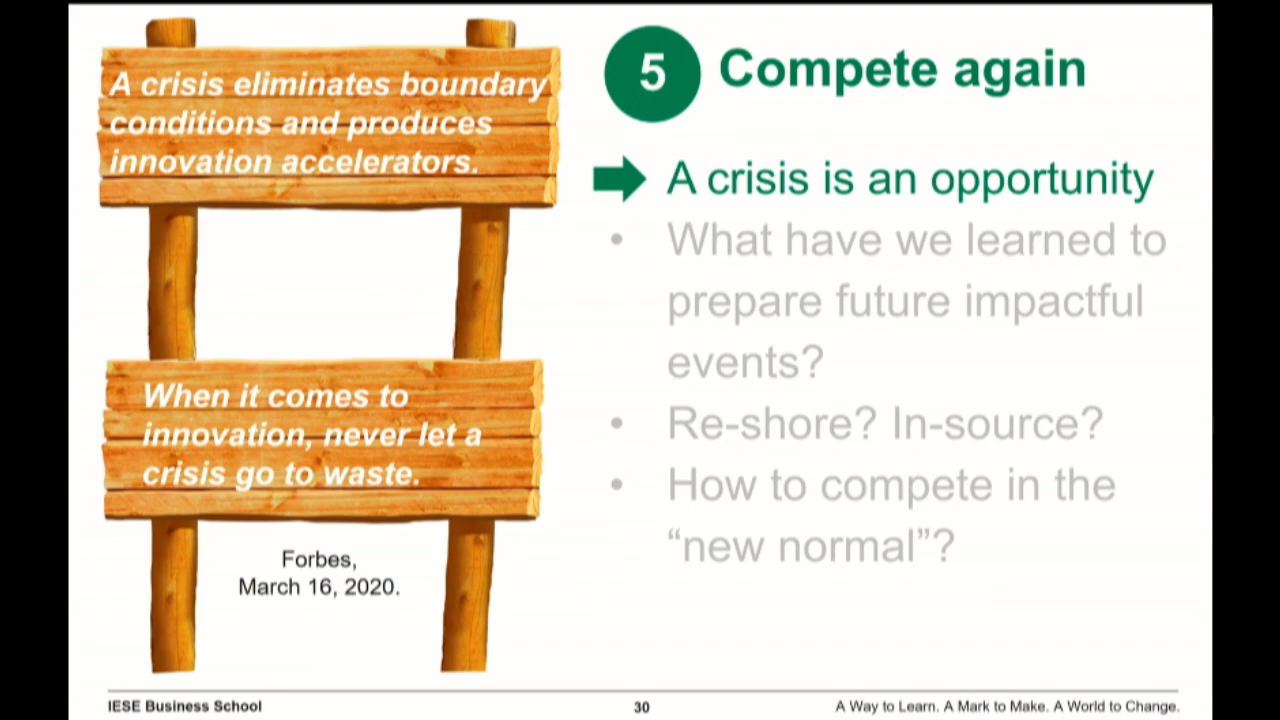 A crisis eliminates boundary
conditions and produces
innovation accelerators.
When it comes to
innovation, never let a
crisis go to waste.
Forbes,
March 16, 2020.
5 Compete again
A crisis is an opportunity
• What have we learned to
prepare future impactful
events?
• Re-shore? In-source?
• How to compete in the
“new normal”?
IESE Business School
30
A Way to Learn. A Mark to Make. A World to Change.